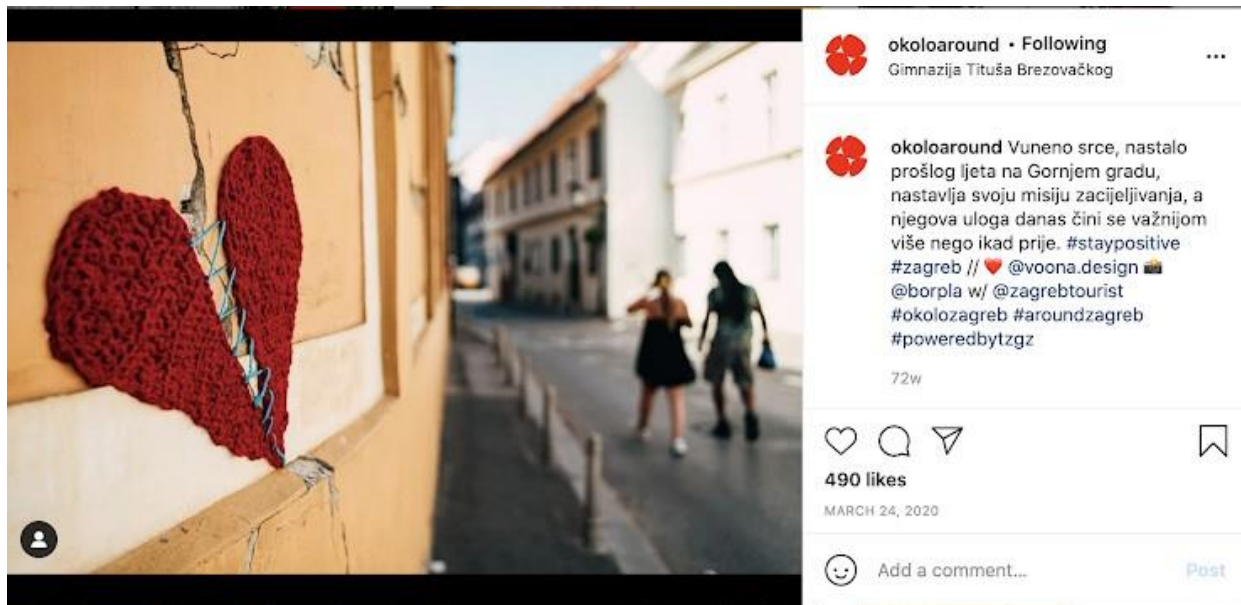 okoloaround • Following
Gimnazija Tituša Brezovačkog
okoloaround Vuneno srce, nastalo
prošlog ljeta na Gornjem gradu,
nastavlja svoju misiju zacijeljivanja, a
njegova uloga danas čini se važnijom
više nego ikad prije. #staypositive
#zagreb // ❤️ @voona.design 📸
@borpla w/ @zagrebtourist
#okolozagreb #aroundzagreb
#poweredbytzgz
72w
490 likes
MARCH 24, 2020
Add a comment... Post